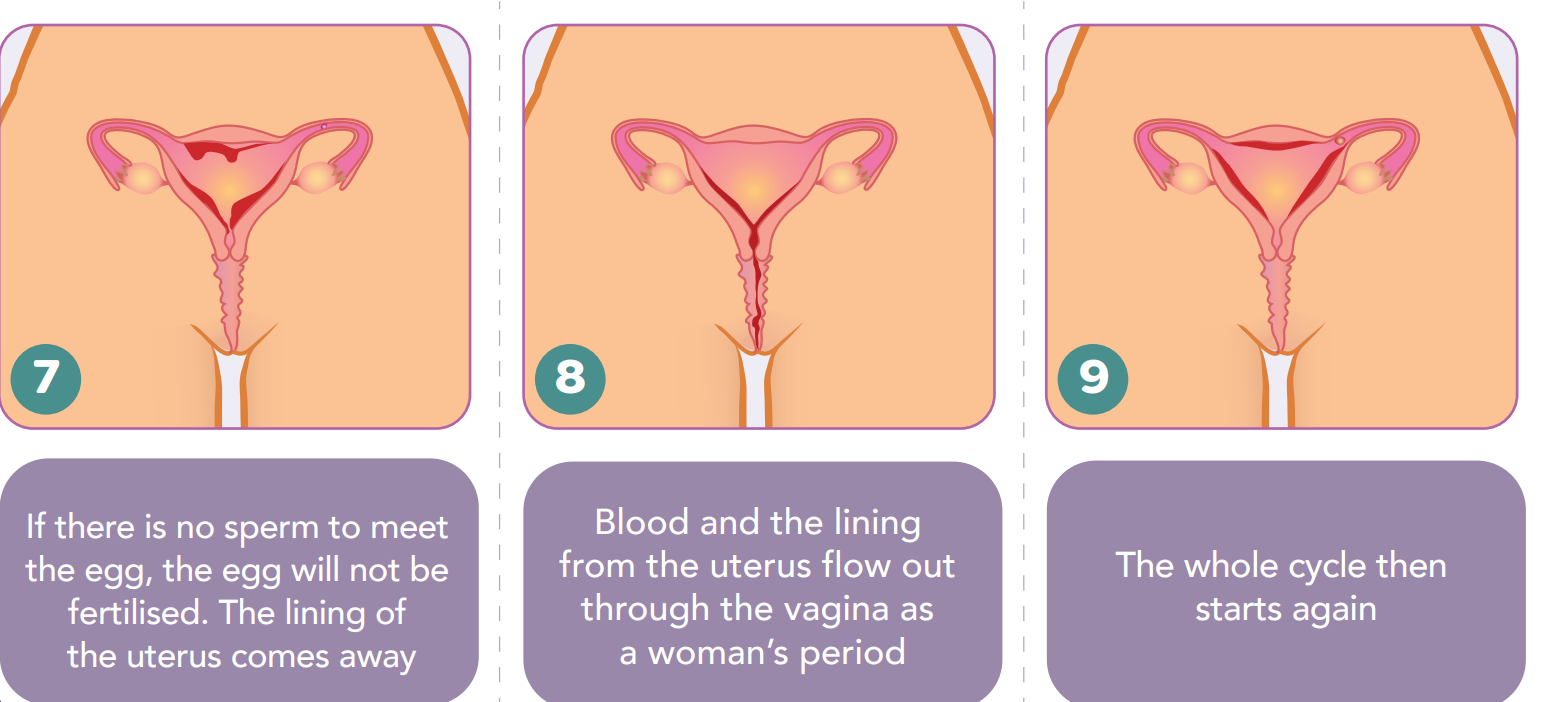 7
8
9
If there is no sperm to meet
the egg, the egg will not be
fertilised. The lining of
the uterus comes away
Blood and the lining
from the uterus flow out
through the vagina as
a woman’s period
The whole cycle then
starts again